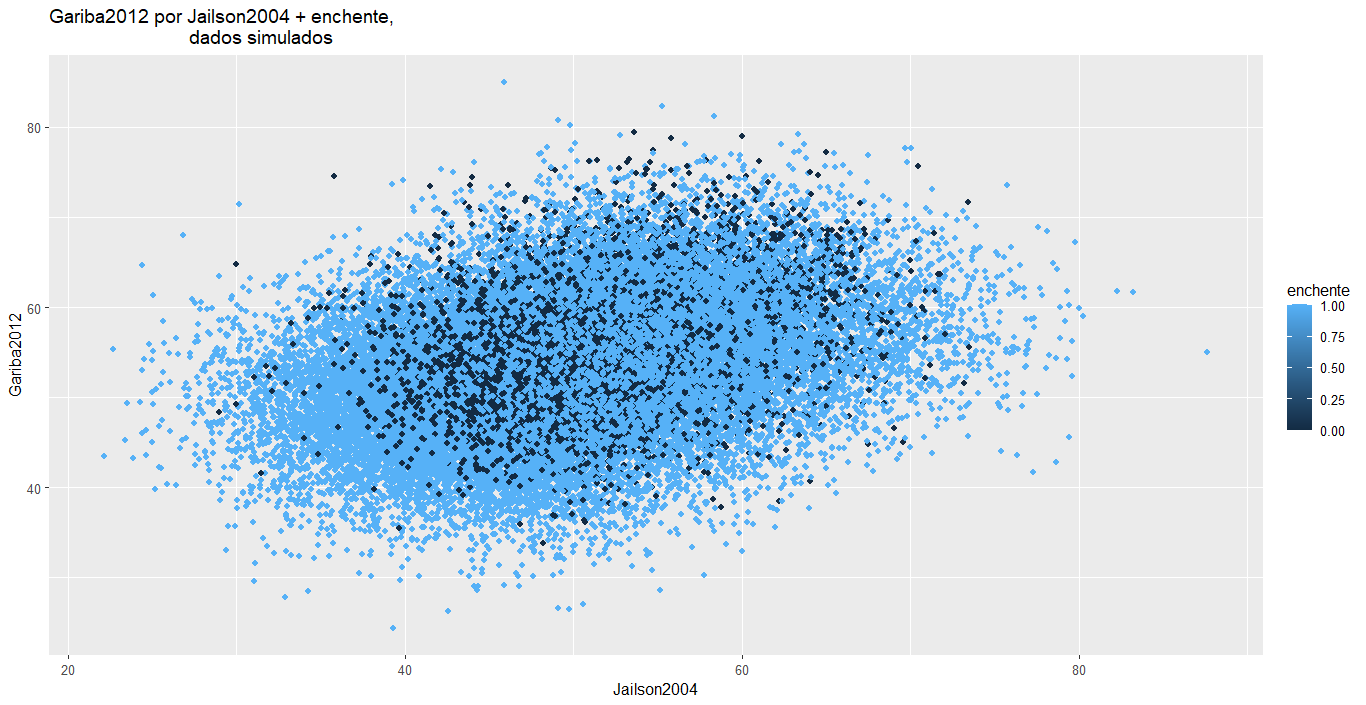 Gariba2012 por Jailson2004 + enchente,
dados simulados
80
60
40
Gariba2012
20
40
60
80
Jailson2004
enchente
1.00
0.75
0.50
0.25
0.00